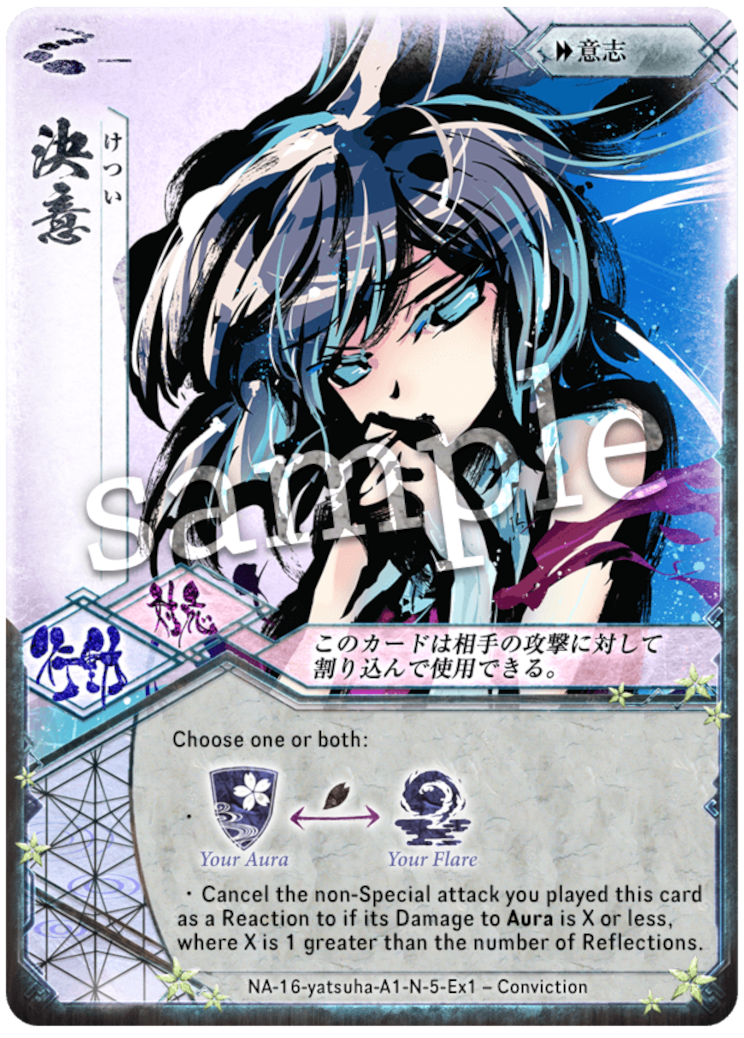 意志
決意
けつい
sample
対応
行動
このカードは相手の攻撃に対して
割り込んで使用できる。
Choose one or both:
Your Aura
Your Flare
・Cancel the non-Special attack you played this card
as a Reaction to if its Damage to Aura is X or less,
where X is 1 greater than the number of Reflections.
NA-16-yatsuha-A1-N-5-Ex1 – Conviction